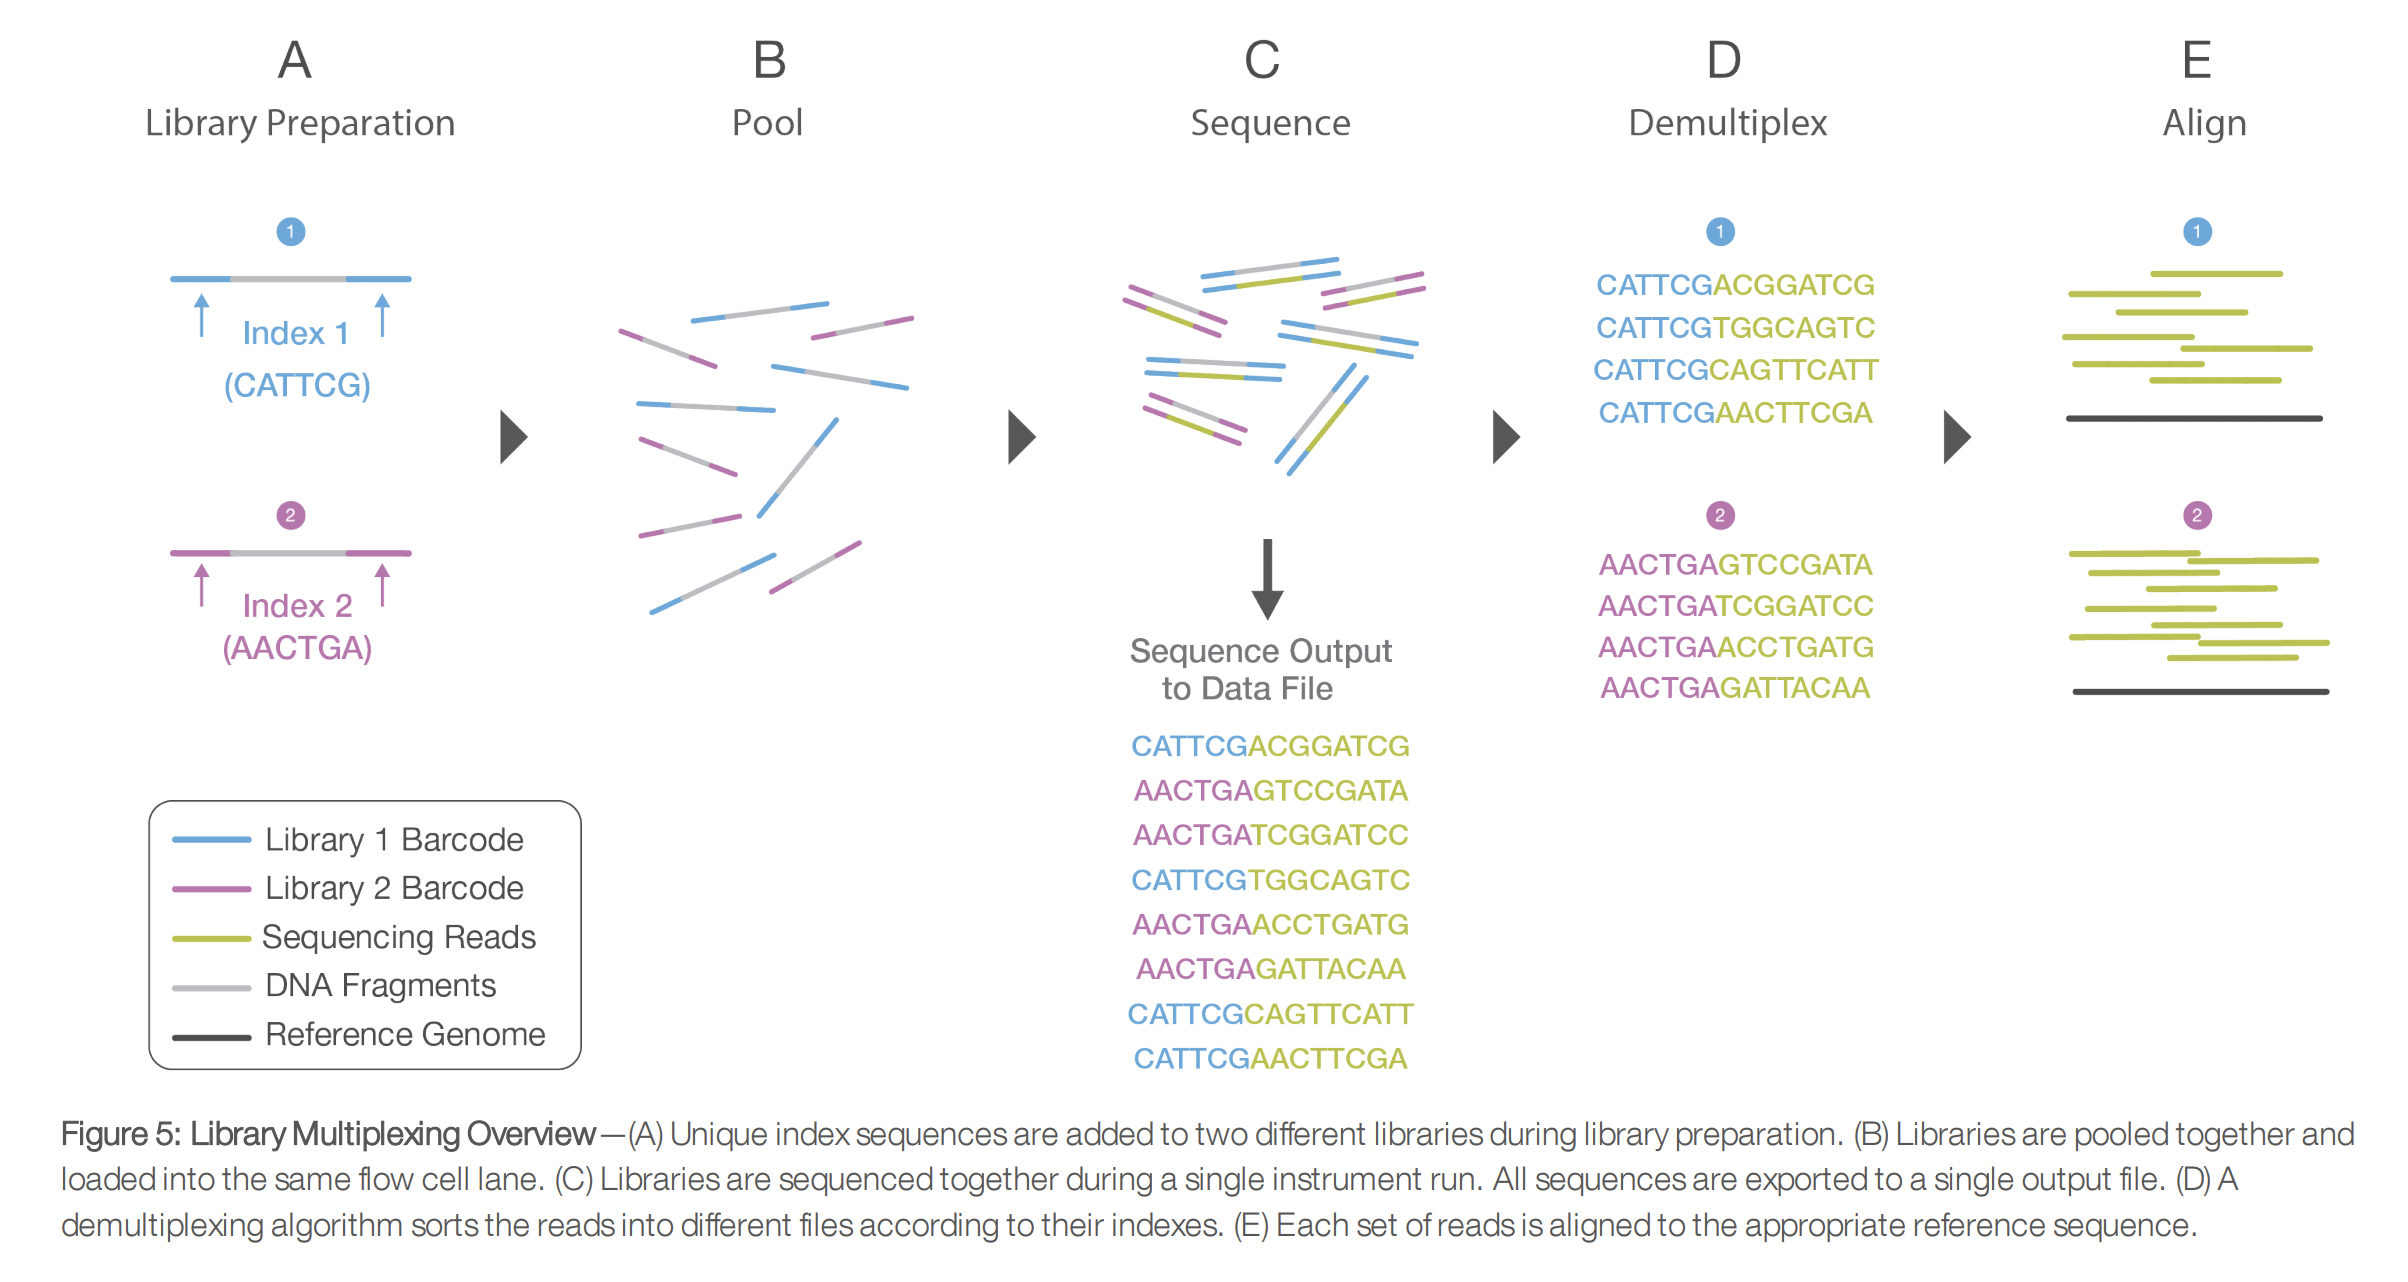 A
Library Preparation
1
Index 1
(CATTCG)
2
Index 2
(AACTGA)
Library 1 Barcode
Library 2 Barcode
Sequencing Reads
DNA Fragments
Reference Genome
B
Pool
C
Sequence
Sequence Output
to Data File
CATTCGACGGATCG
AACTGAGTCCGATA
AACTGATCGGATCC
CATTCGTGGCAGTC
AACTGAACCTGATG
AACTGAGATTACAA
CATTCGCAGTTCATT
CATTCGAACTTCGA
D
Demultiplex
1
CATTCGACGGATCG
CATTCGTGGCAGTC
CATTCGCAGTTCATT
CATTCGAACTTCGA
2
AACTGAGTCCGATA
AACTGATCGGATCC
AACTGAACCTGATG
AACTGAGATTACAA
E
Align
1
2
Figure 5: Library Multiplexing Overview—(A) Unique index sequences are added to two different libraries during library preparation. (B) Libraries are pooled together and
loaded into the same flow cell lane. (C) Libraries are sequenced together during a single instrument run. All sequences are exported to a single output file. (D) A
demultiplexing algorithm sorts the reads into different files according to their indexes. (E) Each set of reads is aligned to the appropriate reference sequence.